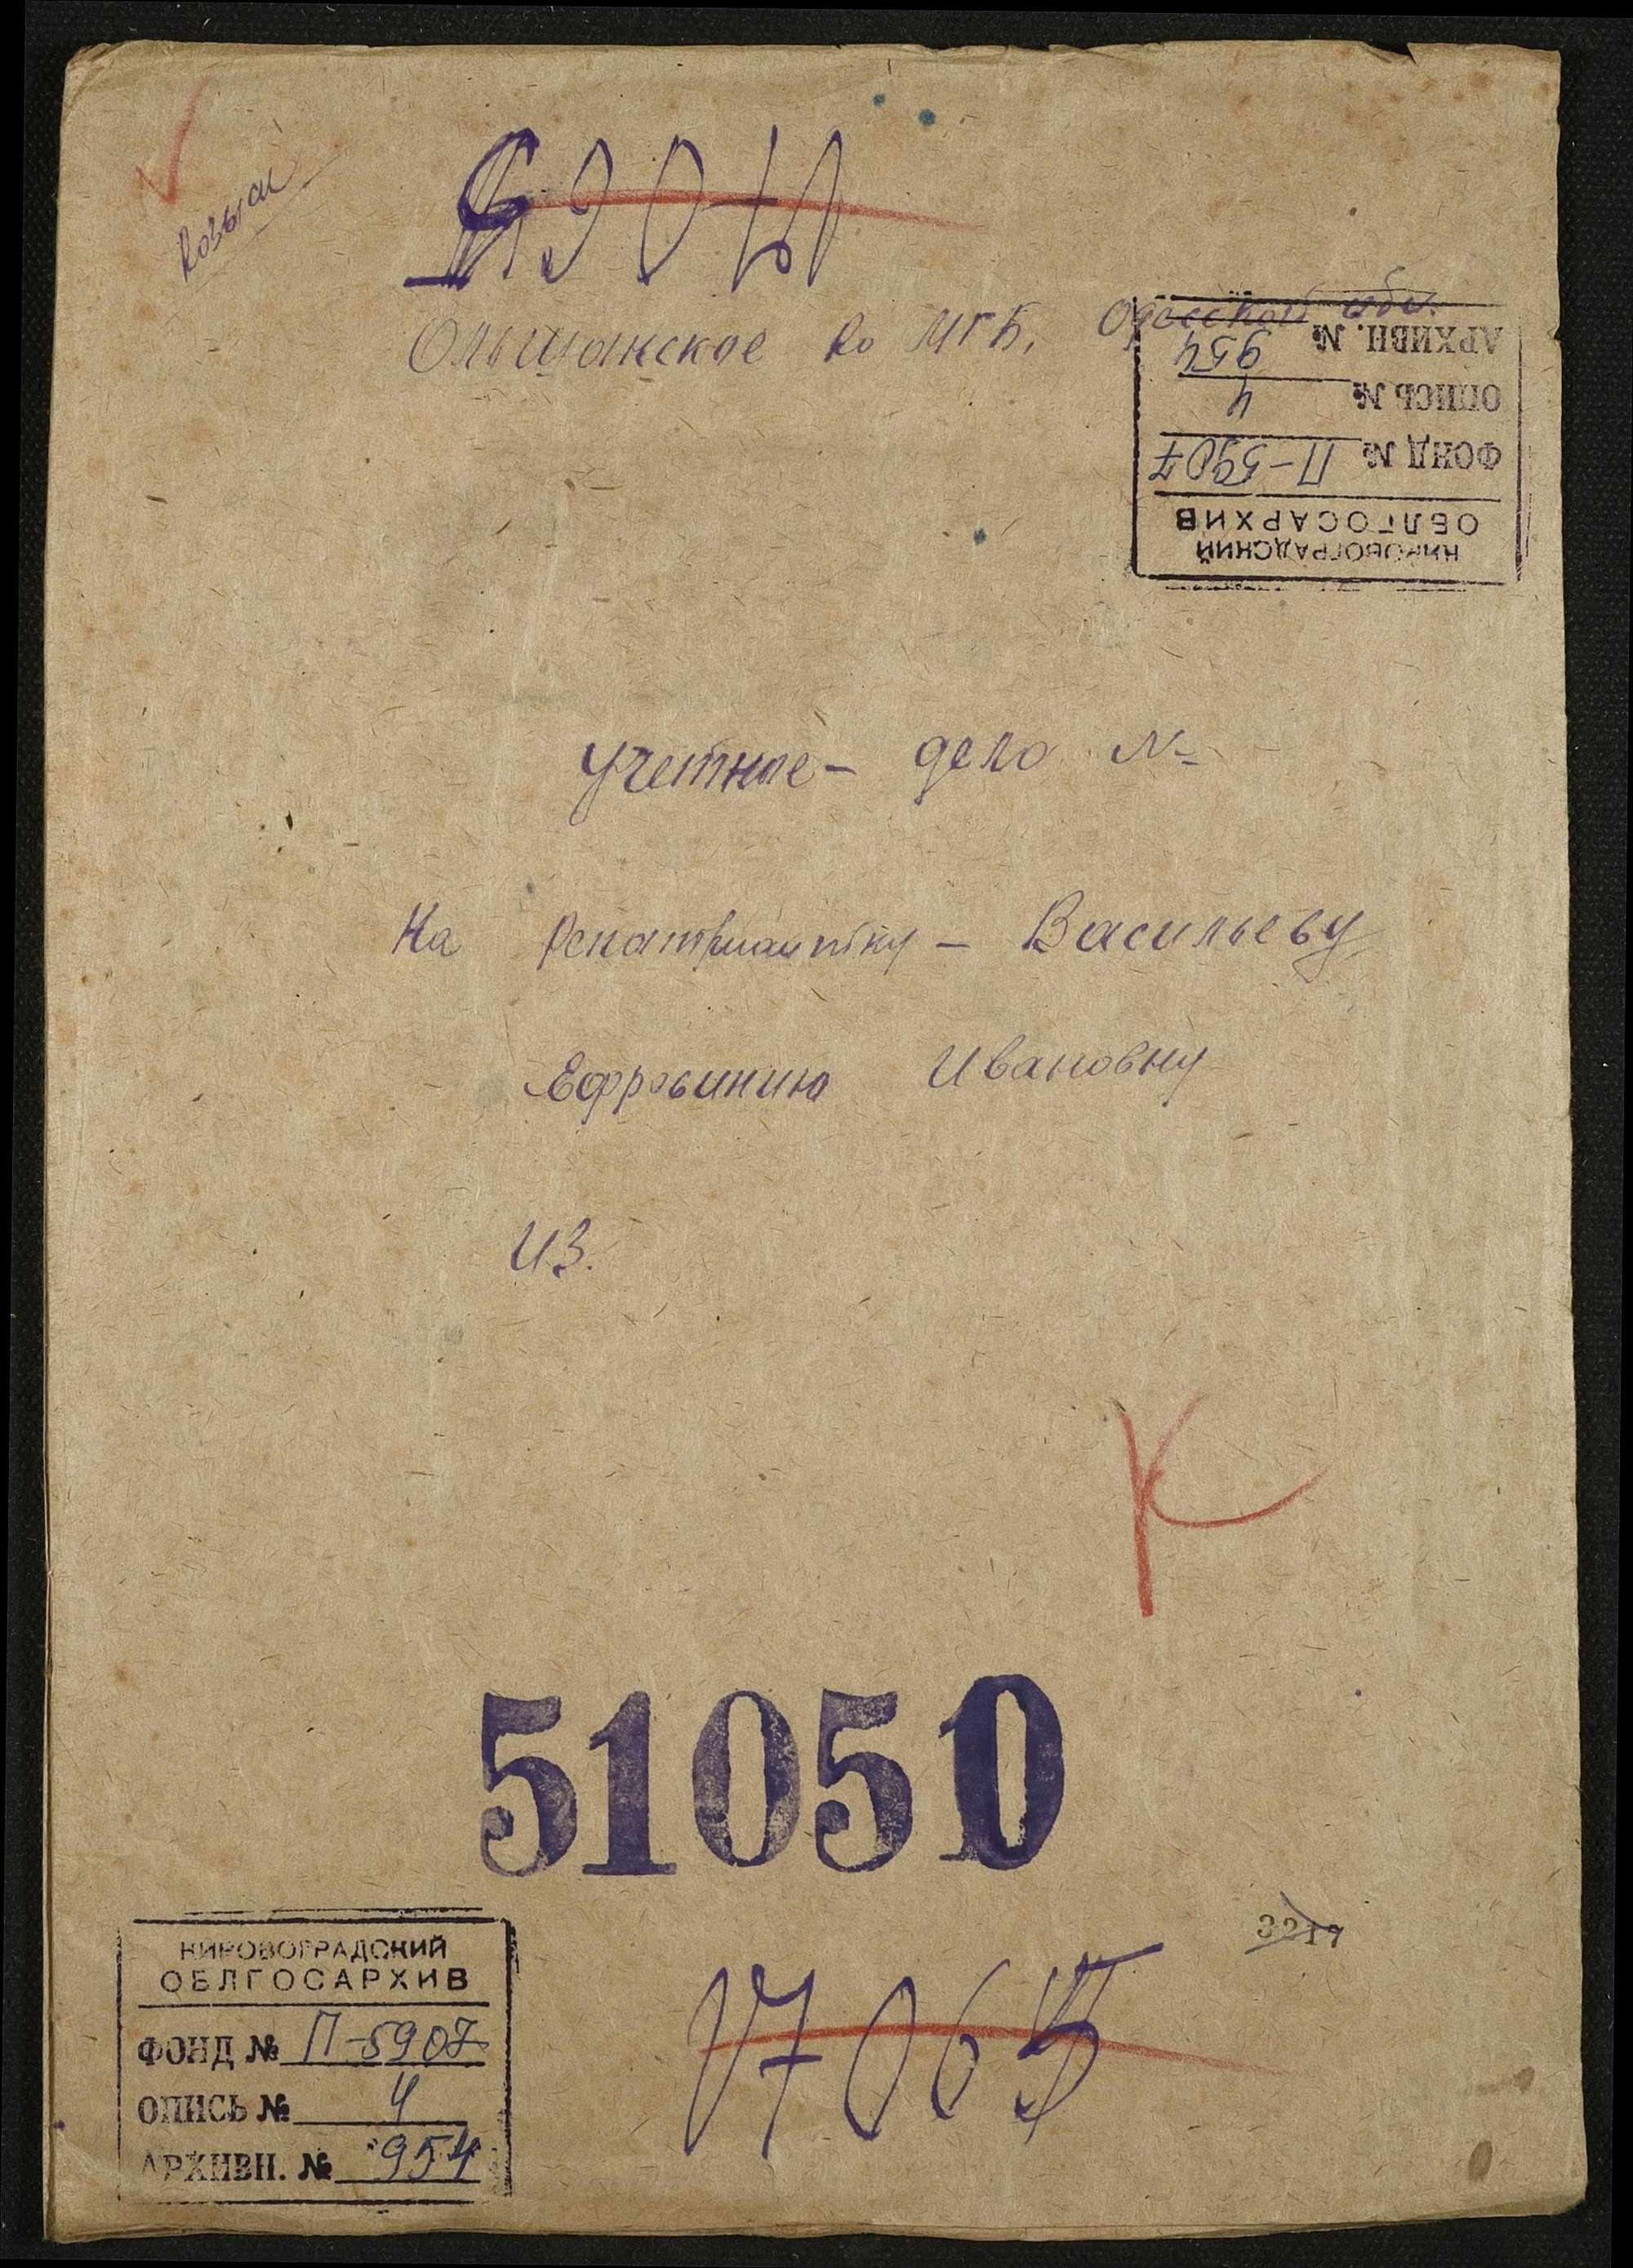 Розыск
Ольшанское Ро МГБ, Одесской обл.
КИРОВОГРАДСКИЙ
ОБЛГОСАРХИВ
ФОНД № П-5907
ОПИСЬ № 4
АРХИВН. № 954
Учетное - дело №
На Репатриантку - Васильеву
Ефросинию Ивановну
Из.
К
51050
3217
17065
КИРОВОГРАДСКИЙ
ОБЛГОСАРХИВ
ФОНД № П-5907
ОПИСЬ № 4
АРХИВН. № 954